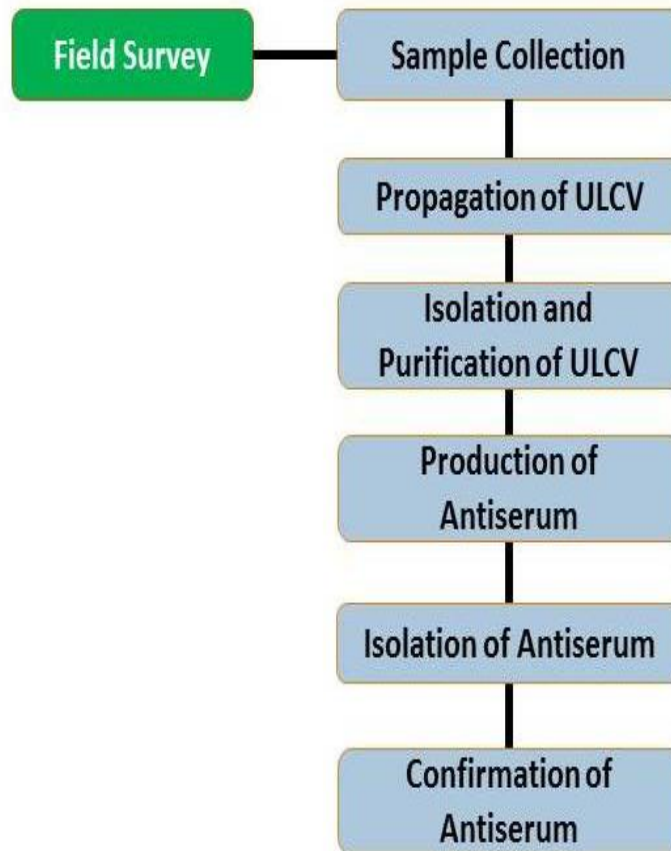 Field Survey
Sample Collection
Propagation of ULCV
Isolation and
Purification of ULCV
Production of
Antiserum
Isolation of Antiserum
Confirmation of
Antiserum